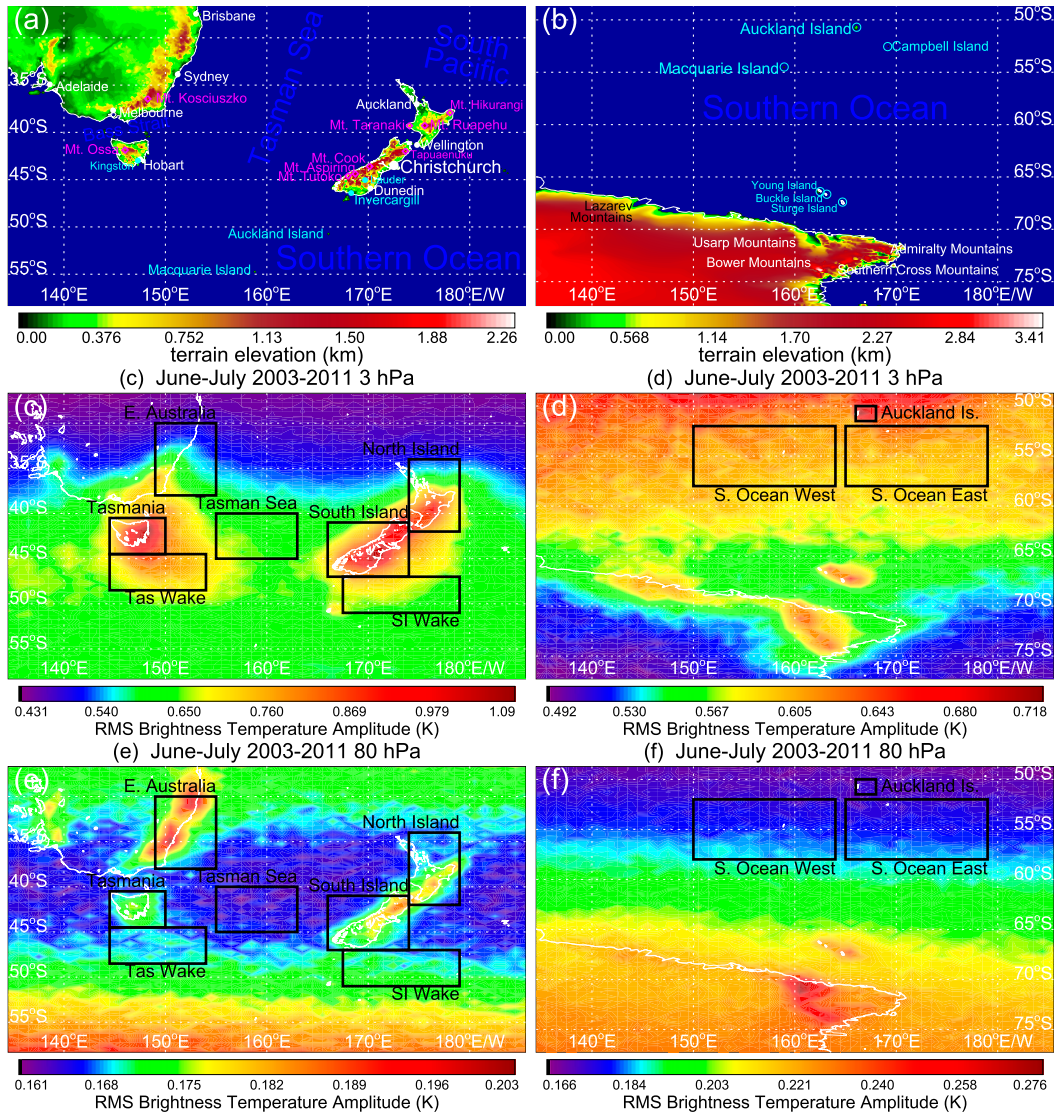 (a)
Brisbane
Tasman Sea
South
Pacific
35°S
Adelaide
Sydney
Mt. Kosciuszko
Melbourne
Auckland
Mt. Hikurangi
40°S
Mt. Taranaki
Mt. Ruapehu
Mt. Ossa
Wellington
Kingston
Hobart
Mt. Cook
Tapuaenuku
Mt. Aspiring
Christchurch
45°S
Mt. Tutoko
Lauder
Dunedin
Invercargill
50°S
Auckland Island
Southern Ocean
55°S
Macquarie Island
140°E 150°E 160°E 170°E 180°E/W
0.00 0.376 0.752 1.13 1.50 1.88 2.26
terrain elevation (km)
(b)
50°S
Auckland Island
Campbell Island
Macquarie Island
55°S
Southern Ocean
60°S
65°S
Young Island
Buckle Island
Sturge Island
Lazarev
Mountains
70°S
Usarp Mountains
Admiralty Mountains
Bower Mountains
Southern Cross Mountains
75°S
140°E 150°E 160°E 170°E 180°E/W
0.00 0.568 1.14 1.70 2.27 2.84 3.41
terrain elevation (km)
(c) June-July 2003-2011 3 hPa
(c)
E. Australia
North Island
35°S
Tasmania
Tasman Sea
South Island
40°S
45°S
Tas Wake
SI Wake
50°S
55°S
140°E 150°E 160°E 170°E 180°E/W
0.431 0.540 0.650 0.760 0.869 0.979 1.09
RMS Brightness Temperature Amplitude (K)
(d) June-July 2003-2011 3 hPa
(d)
50°S
Auckland Is.
55°S
S. Ocean West
S. Ocean East
60°S
65°S
70°S
75°S
140°E 150°E 160°E 170°E 180°E/W
0.492 0.530 0.567 0.605 0.643 0.680 0.718
RMS Brightness Temperature Amplitude (K)
(e) June-July 2003-2011 80 hPa
(e)
E. Australia
North Island
35°S
Tasmania
Tasman Sea
South Island
40°S
45°S
Tas Wake
SI Wake
50°S
55°S
140°E 150°E 160°E 170°E 180°E/W
0.161 0.168 0.175 0.182 0.189 0.196 0.203
RMS Brightness Temperature Amplitude (K)
(f) June-July 2003-2011 80 hPa
(f)
50°S
Auckland Is.
55°S
S. Ocean West
S. Ocean East
60°S
65°S
70°S
75°S
140°E 150°E 160°E 170°E 180°E/W
0.166 0.184 0.203 0.221 0.240 0.258 0.276
RMS Brightness Temperature Amplitude (K)